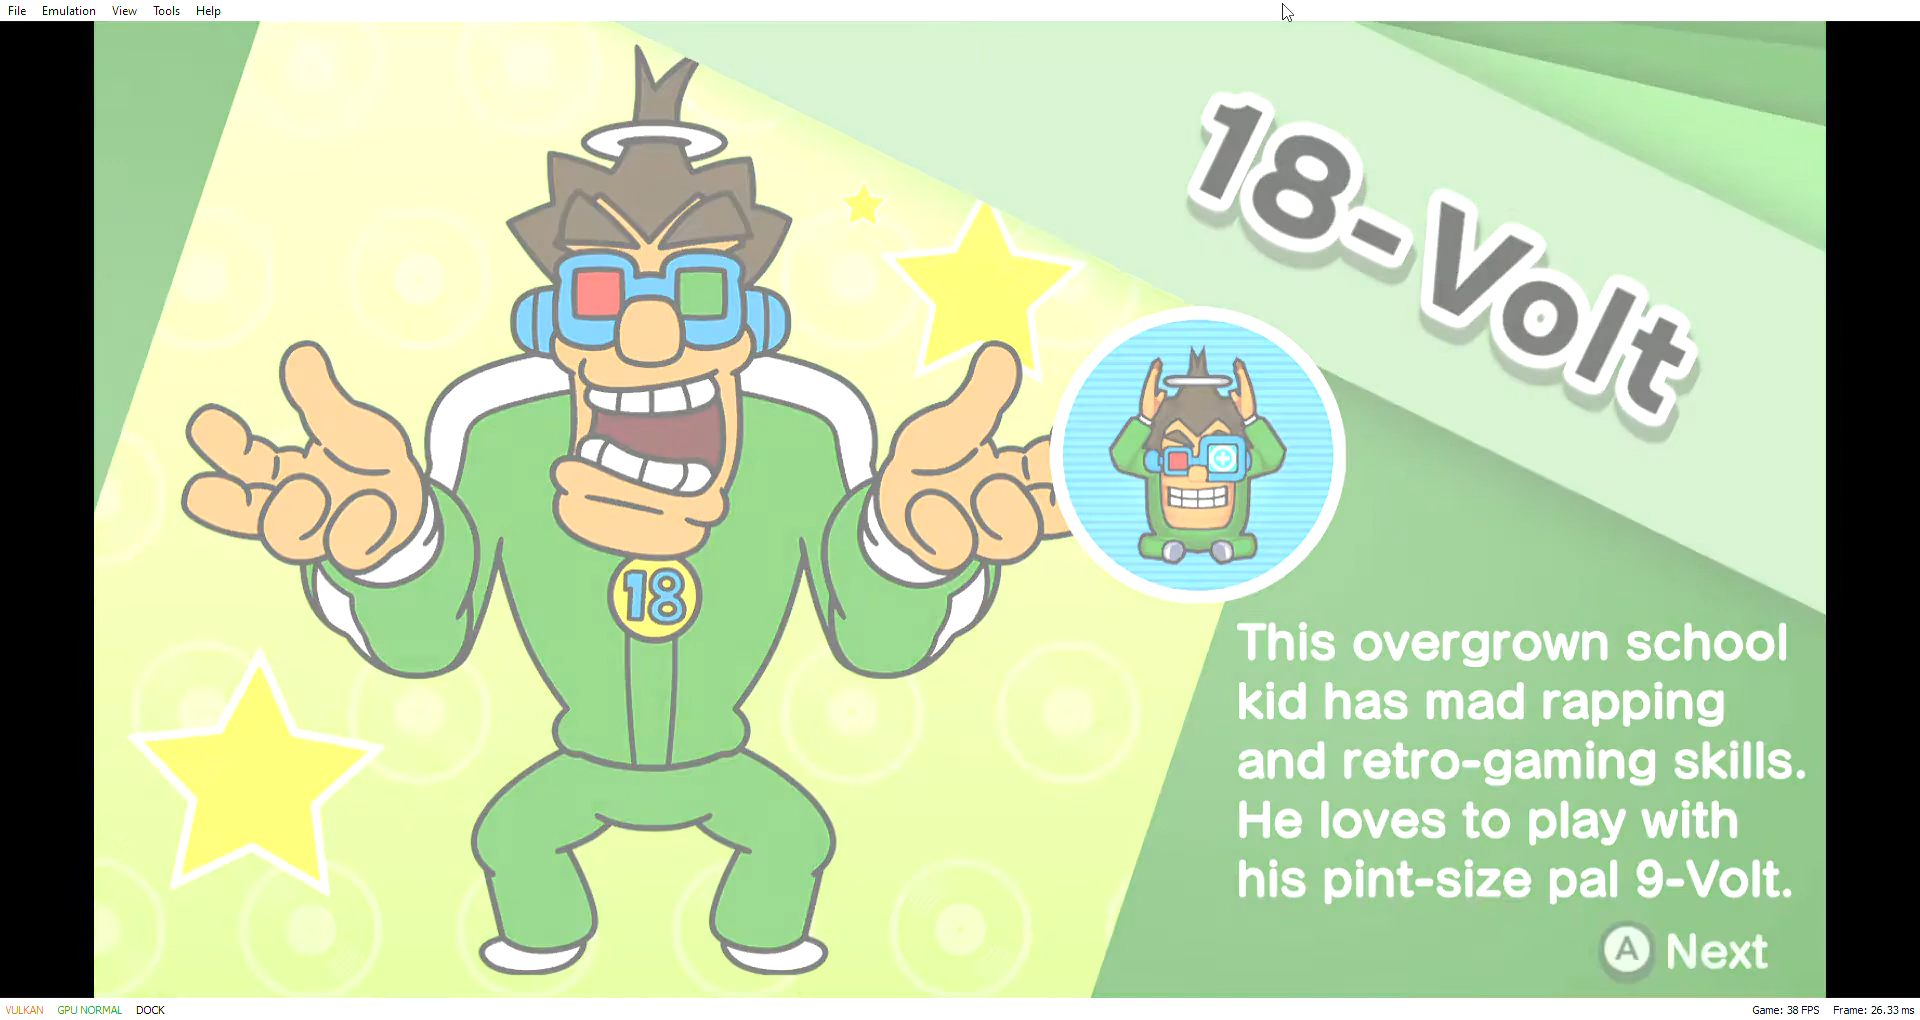 File Emulation View Tools Help
18-Volt
18
This overgrown school
kid has mad rapping
and retro-gaming skills.
He loves to play with
his pint-size pal 9-Volt.
A Next
VULKAN GPU NORMAL DOCK Game: 38 FPS Frame: 26.33 ms